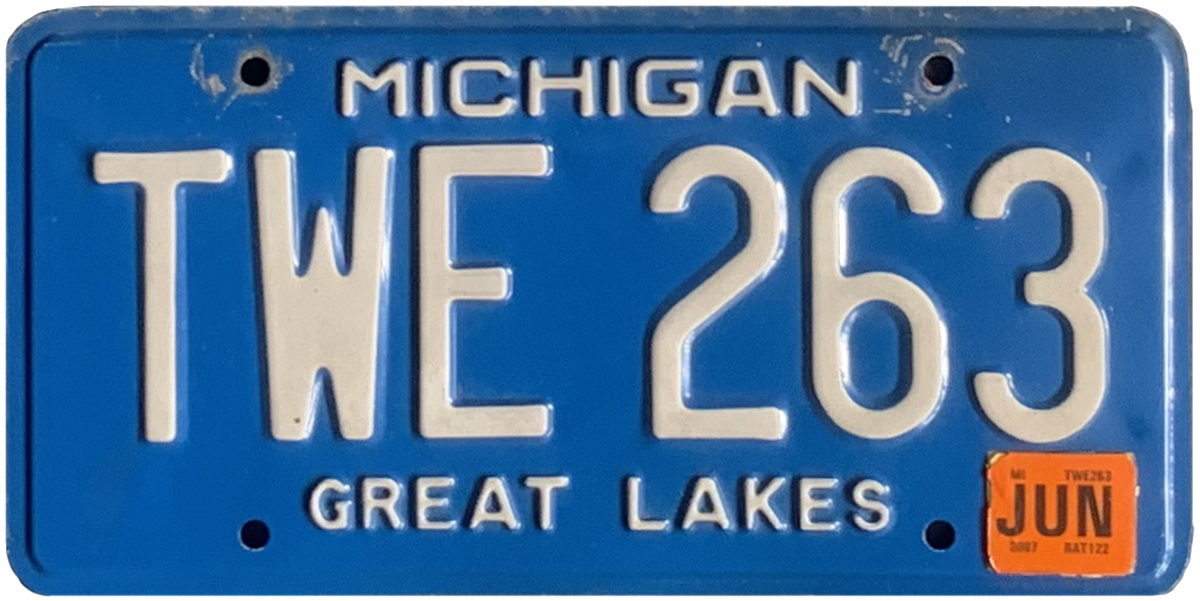 MICHIGAN
TWE 263
GREAT LAKES
MI TWE263
JUN
2007 BAT122